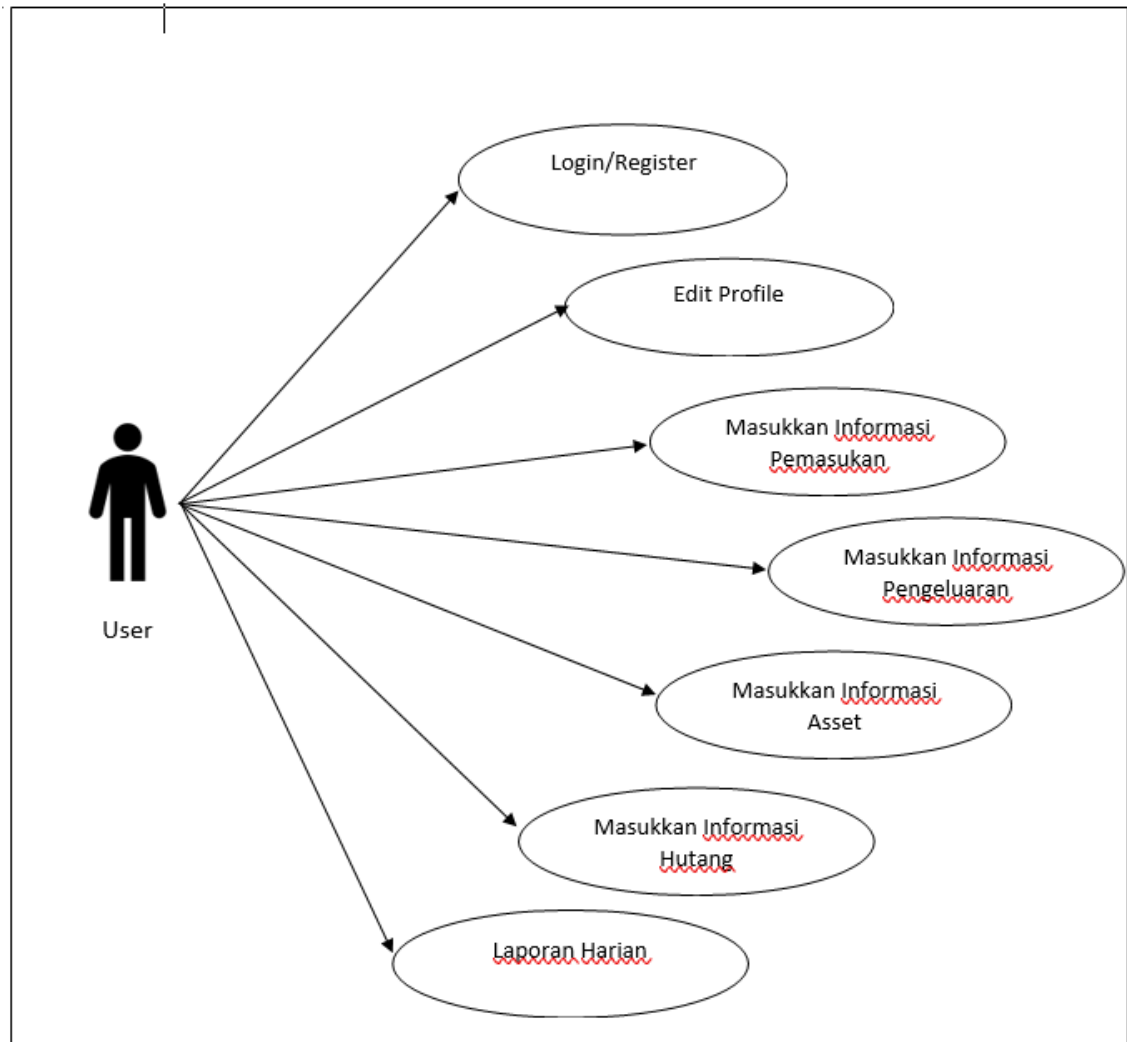 Login/Register
Edit Profile
Masukkan Informasi
Pemasukan
Masukkan Informasi
Pengeluaran
User
Masukkan Informasi
Asset
Masukkan Informasi
Hutang
Laporan Harian